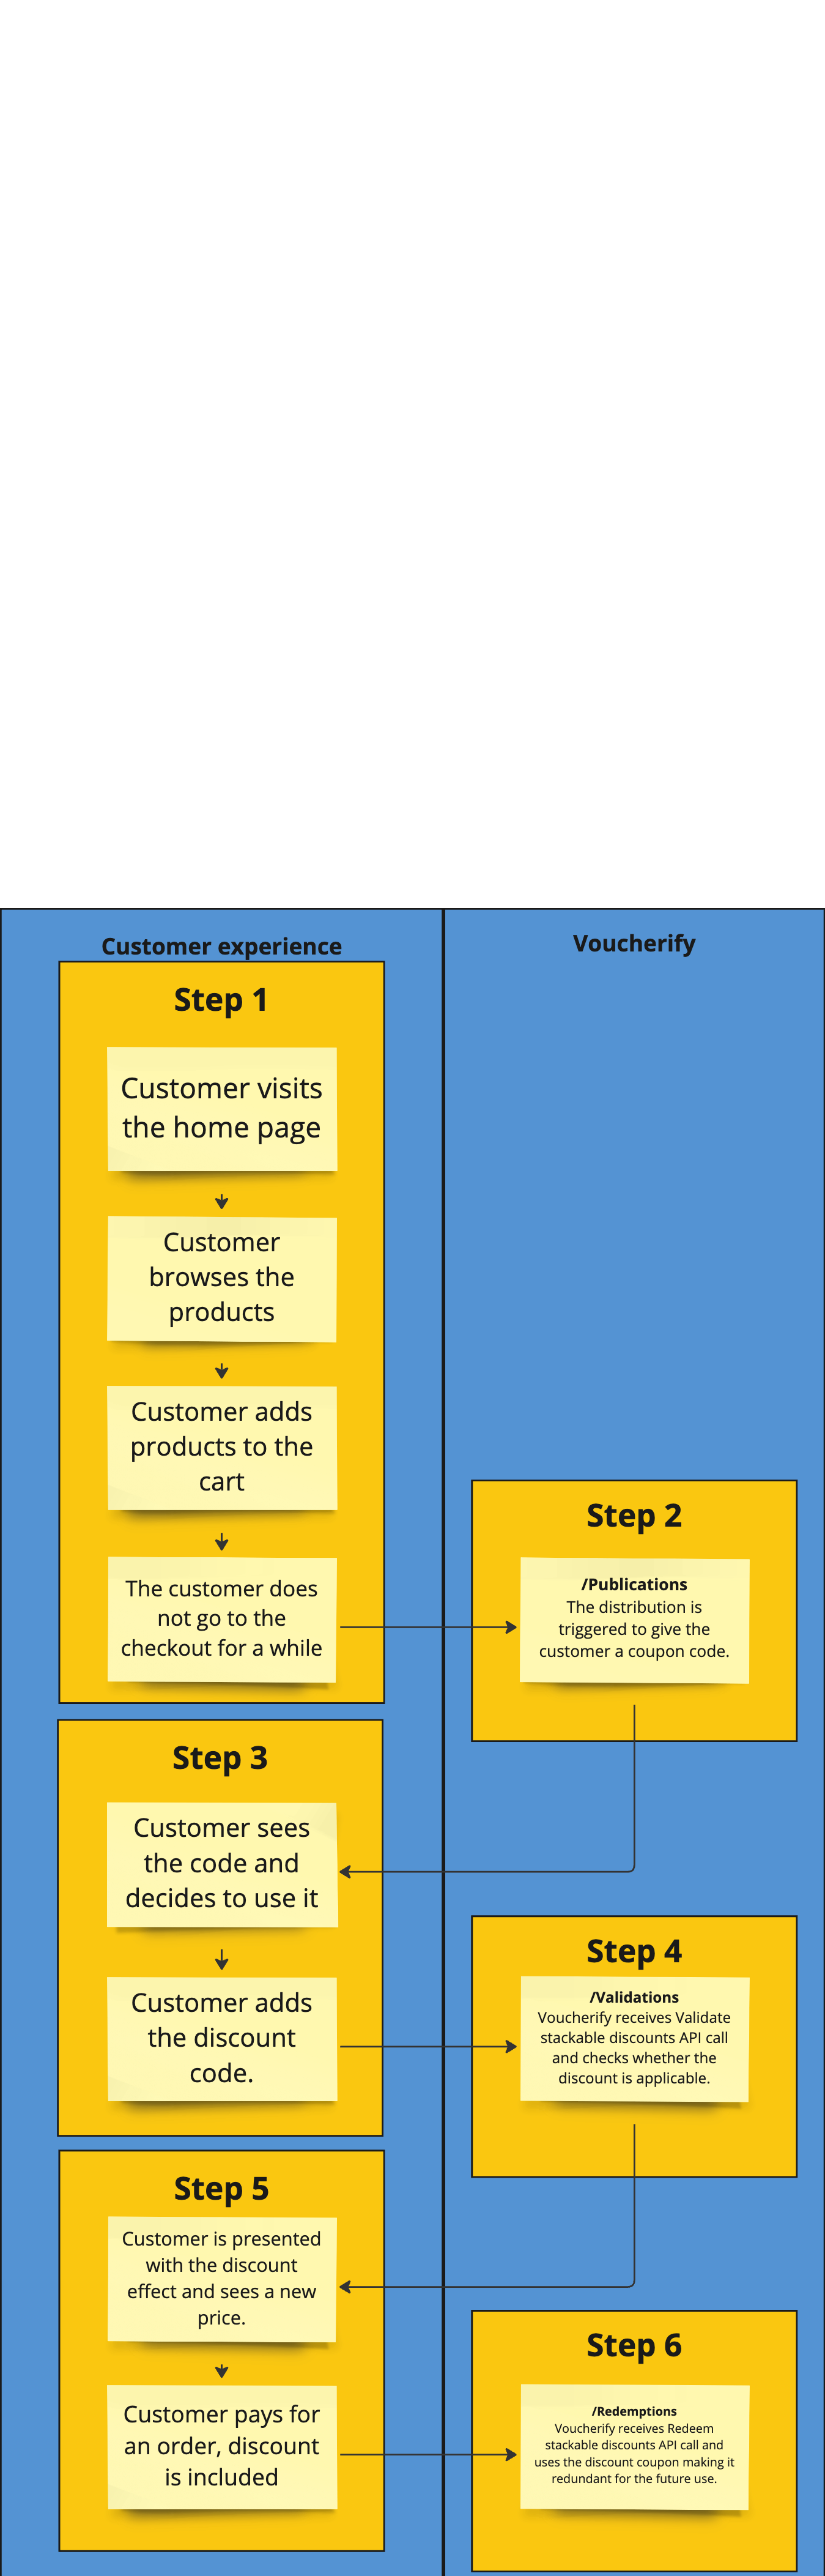 Customer experience
Voucherify
Step 1
Customer visits
the home page
Customer
browses the
products
Customer adds
products to the
cart
The customer does
not go to the
checkout for a while
Step 2
/Publications
The distribution is
triggered to give the
customer a coupon code.
Step 3
Customer sees
the code and
decides to use it
Customer adds
the discount
code.
Step 4
/Validations
Voucherify receives Validate
stackable discounts API call
and checks whether the
discount is applicable.
Step 5
Customer is presented
with the discount
effect and sees a new
price.
Customer pays for
an order, discount
is included
Step 6
/Redemptions
Voucherify receives Redeem
stackable discounts API call and
uses the discount coupon making it
redundant for the future use.